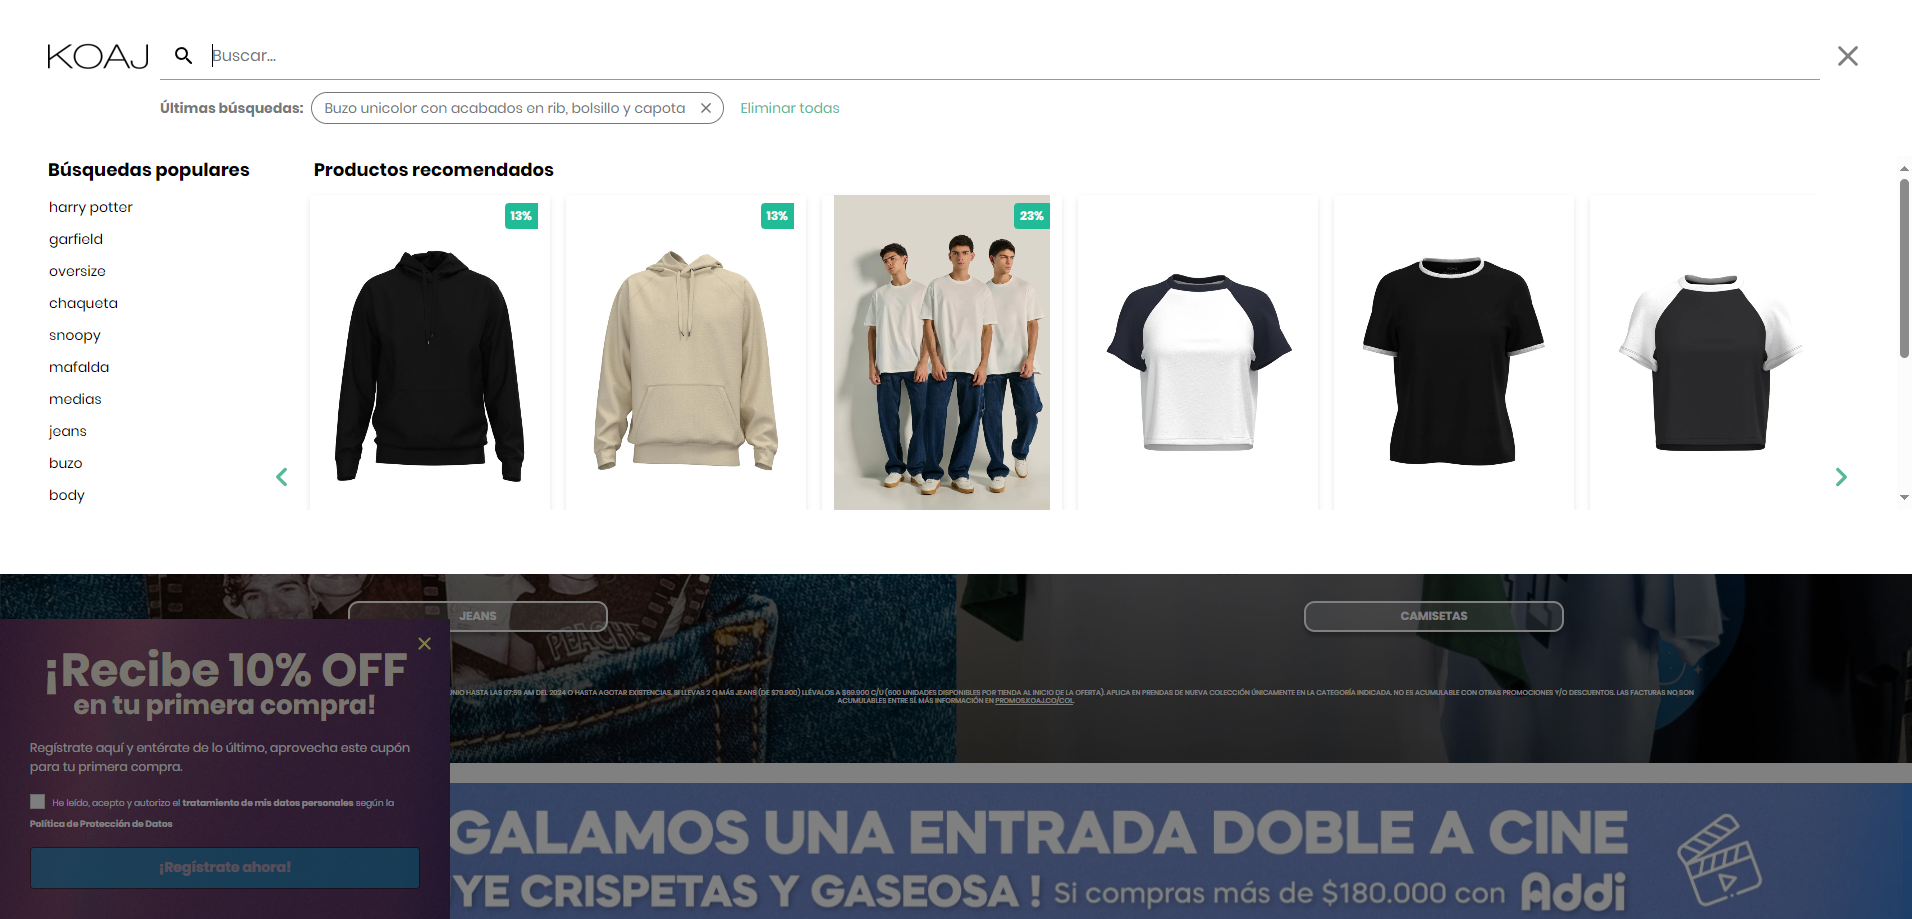 KOAJ
Buscar...
Últimas búsquedas: Buzo unicolor con acabados en rib, bolsillo y capota Eliminar todas
Búsquedas populares
harry potter
garfield
oversize
chaqueta
snoopy
mafalda
medias
jeans
buzo
body
Productos recomendados
13%
13%
23%
JEANS
CAMISETAS
PEACH
UNIO HASTA LAS 07:59 AM DEL 2024 O HASTA AGOTAR EXISTENCIAS. SI LLEVAS 2 O MÁS JEANS (DE $79.900) LLÉVALOS A $69.900 C/U (600 UNIDADES DISPONIBLES POR TIENDA AL INICIO DE LA OFERTA). APLICA EN PRENDAS DE NUEVA COLECCIÓN ÚNICAMENTE EN LA CATEGORÍA INDICADA. NO ES ACUMULABLE CON OTRAS PROMOCIONES Y/O DESCUENTOS. LAS FACTURAS NO SON
ACUMULABLES ENTRE SÍ. MÁS INFORMACIÓN EN PROMOS.KOAJ.CO/COL
¡Recibe 10% OFF
en tu primera compra!
Regístrate aquí y entérate de lo último, aprovecha este cupón
para tu primera compra.
He leído, acepto y autorizo el tratamiento de mis datos personales según la
Política de Protección de Datos
¡Regístrate ahora!
GALAMOS UNA ENTRADA DOBLE A CINE
YE CRISPETAS Y GASEOSA ! Si compras más de $180.000 con Addi